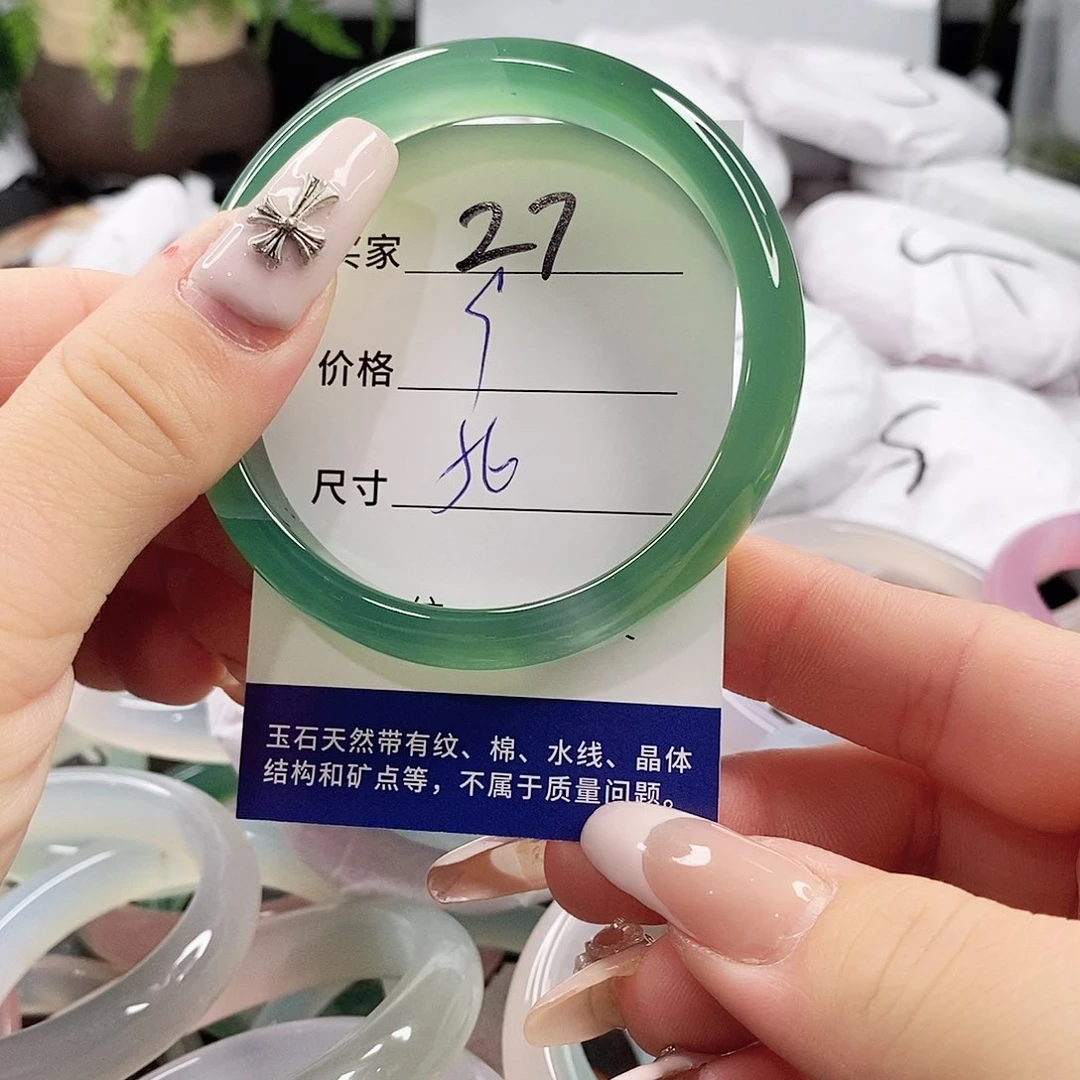 家 27
价格
尺寸 56
玉石天然带有纹、棉、水线、晶体
结构和矿点等，不属于质量问题。